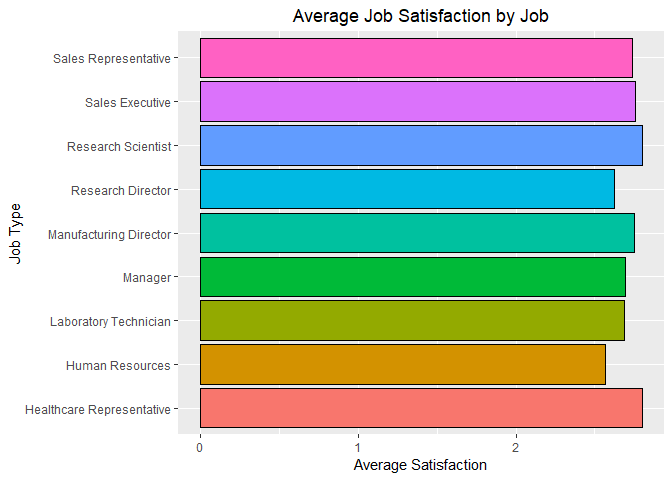 Average Job Satisfaction by Job
Job Type
Sales Representative
Sales Executive
Research Scientist
Research Director
Manufacturing Director
Manager
Laboratory Technician
Human Resources
Healthcare Representative
0 1 2
Average Satisfaction